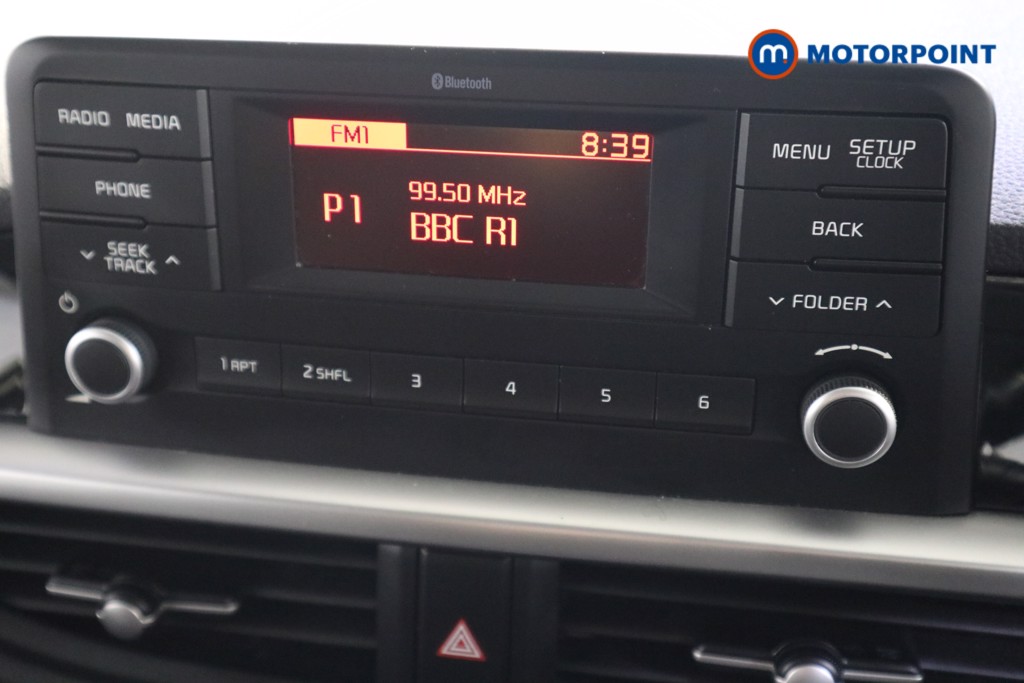 m MOTORPOINT
Bluetooth
RADIO MEDIA
PHONE
SEEK
TRACK
FM1 8:39
P1
99.50 MHz
BBC R1
MENU SETUP
CLOCK
BACK
FOLDER
1 RPT 2 SHFL 3 4 5 6